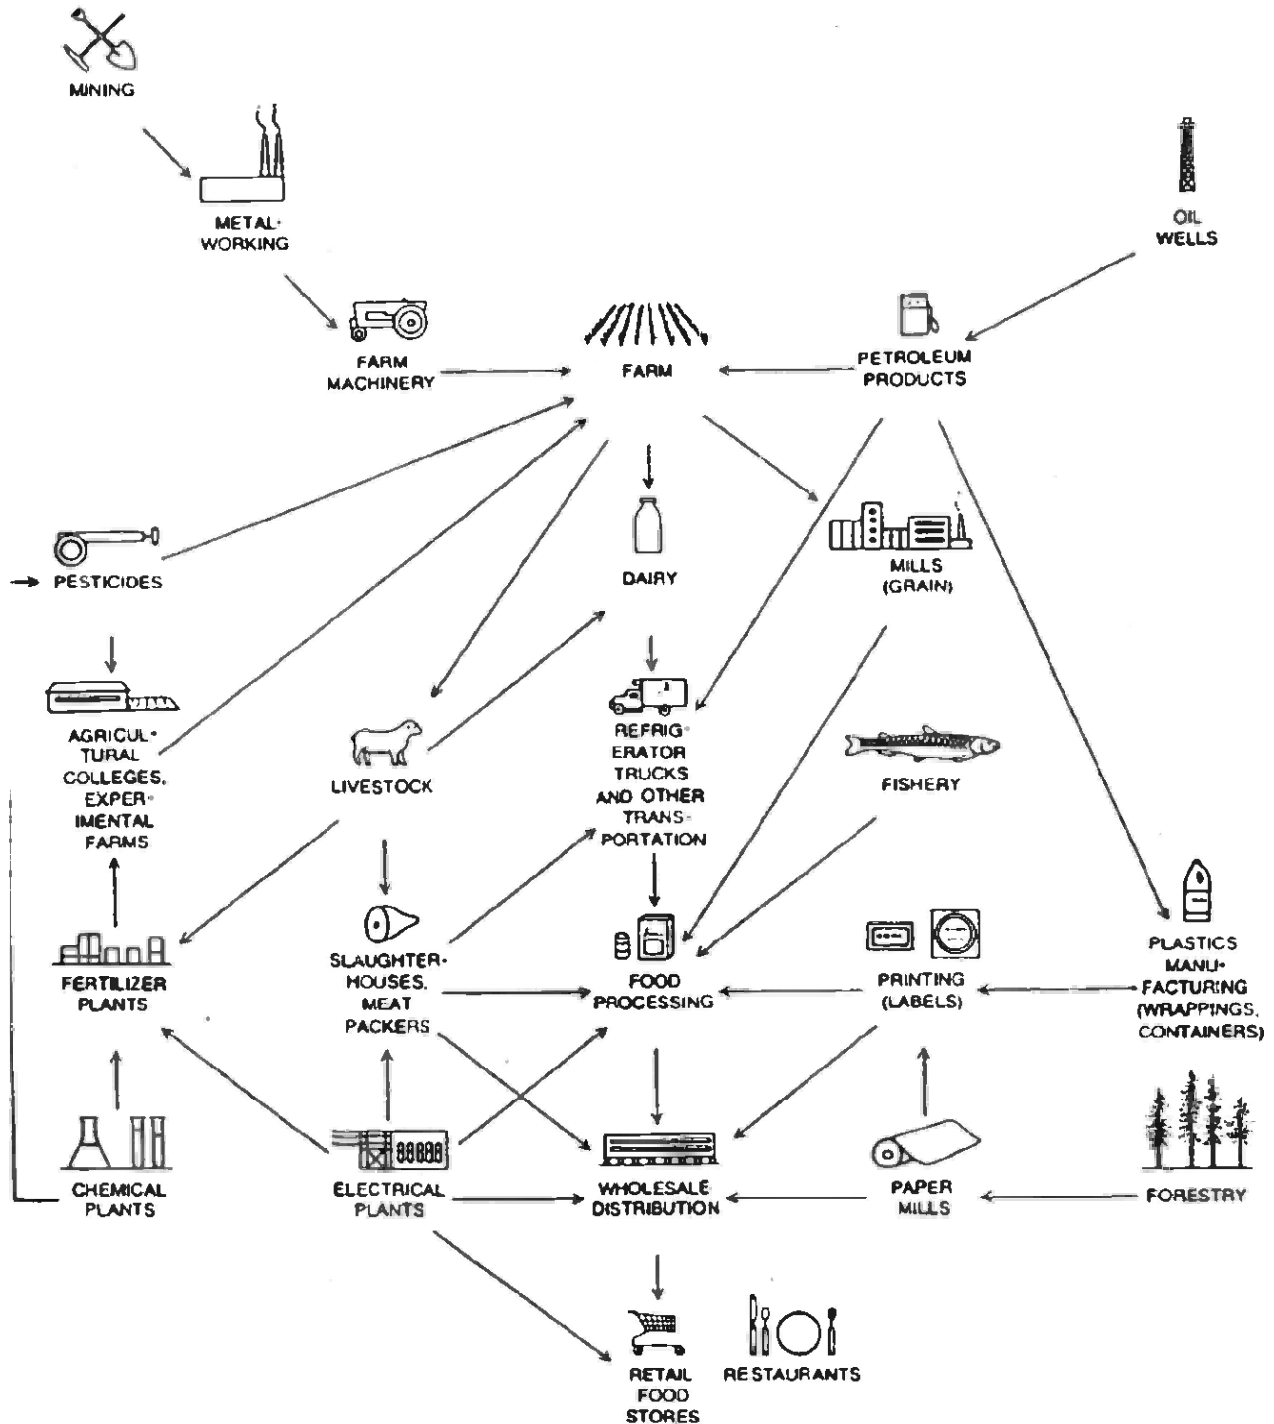 MINING
METAL-
WORKING
OIL
WELLS
FARM
MACHINERY
FARM
PETROLEUM
PRODUCTS
PESTICIDES
DAIRY
MILLS
(GRAIN)
AGRICUL-
TURAL
COLLEGES,
EXPER-
IMENTAL
FARMS
LIVESTOCK
REFRIG-
ERATOR
TRUCKS
AND OTHER
TRANS-
PORTATION
FISHERY
FERTILIZER
PLANTS
SLAUGHTER-
HOUSES,
MEAT
PACKERS
FOOD
PROCESSING
PRINTING
(LABELS)
PLASTICS
MANU-
FACTURING
(WRAPPINGS,
CONTAINERS)
CHEMICAL
PLANTS
ELECTRICAL
PLANTS
WHOLESALE
DISTRIBUTION
PAPER
MILLS
FORESTRY
RETAIL
FOOD
STORES
RESTAURANTS